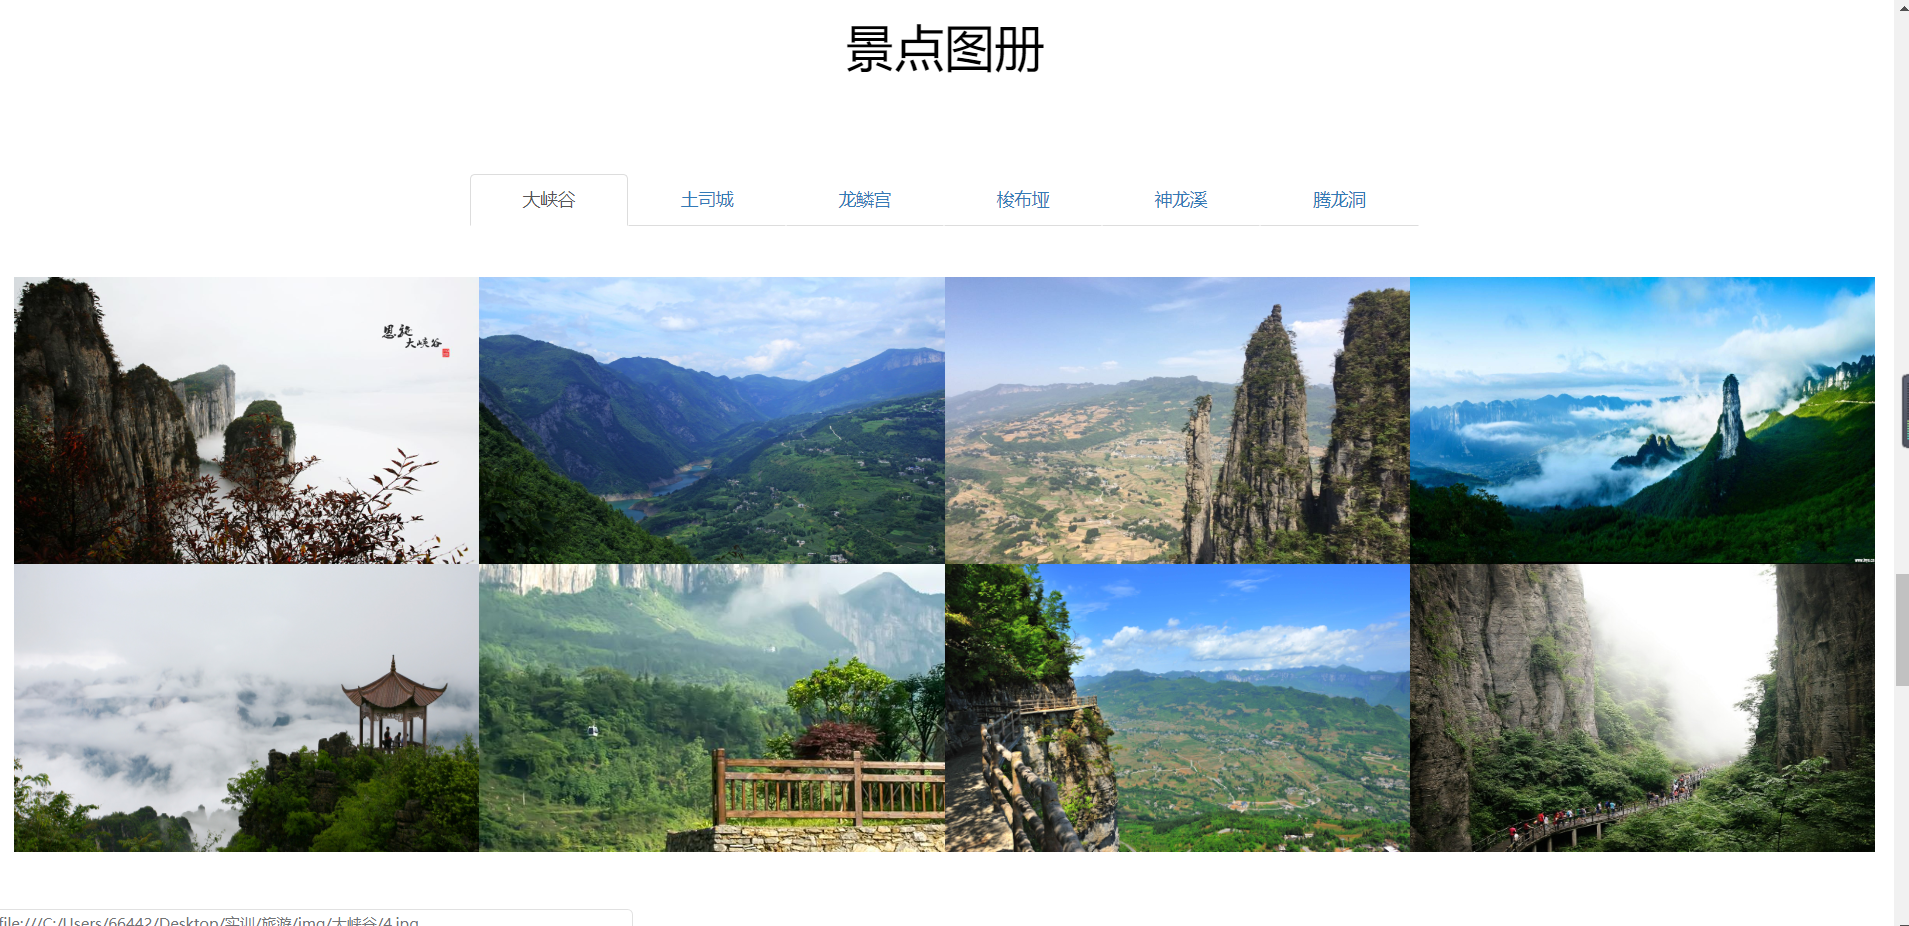 景点图册
大峡谷
土司城
龙鳞宫
梭布垭
神龙溪
腾龙洞
恩施
大峡谷
file:///C:/Users/66442/Desktop/实训/旅游/img/大峡谷/4.jpg